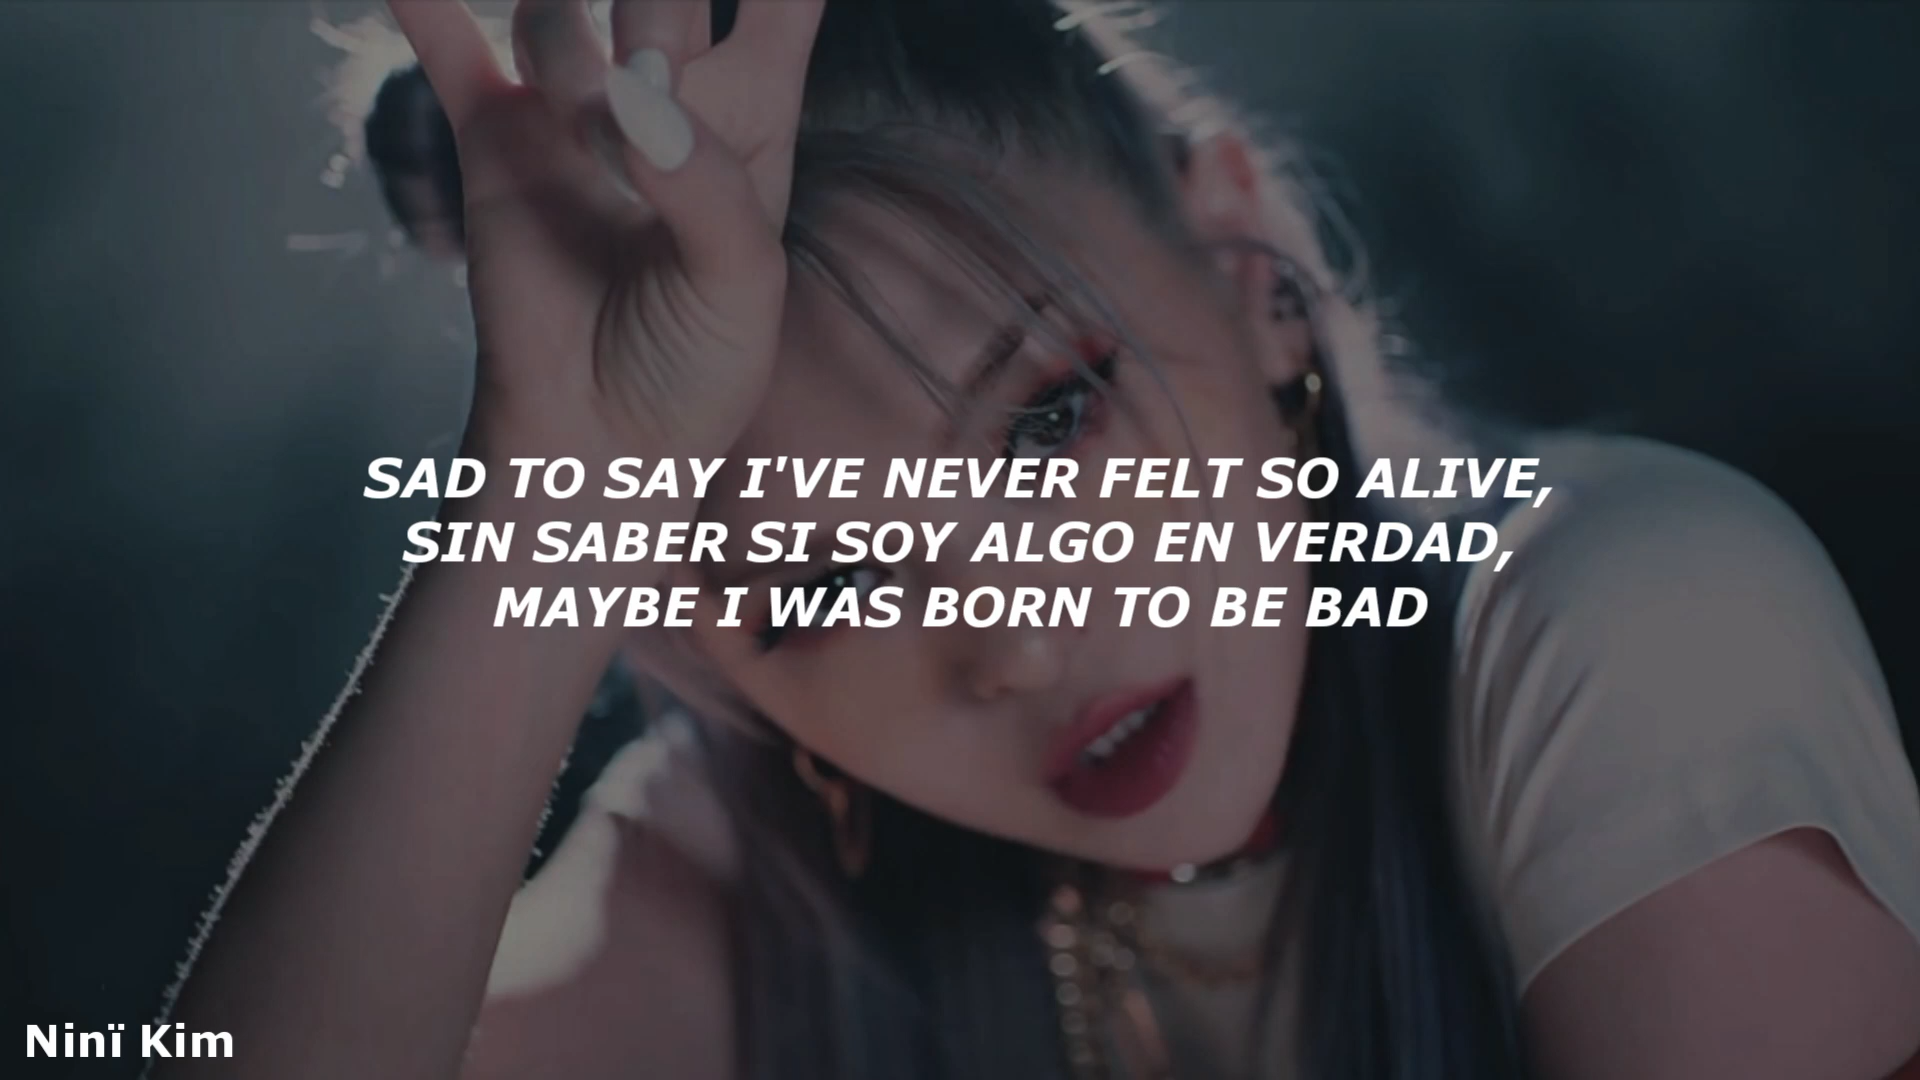 SAD TO SAY I'VE NEVER FELT SO ALIVE,
SIN SABER SI SOY ALGO EN VERDAD,
MAYBE I WAS BORN TO BE BAD
Ninï Kim